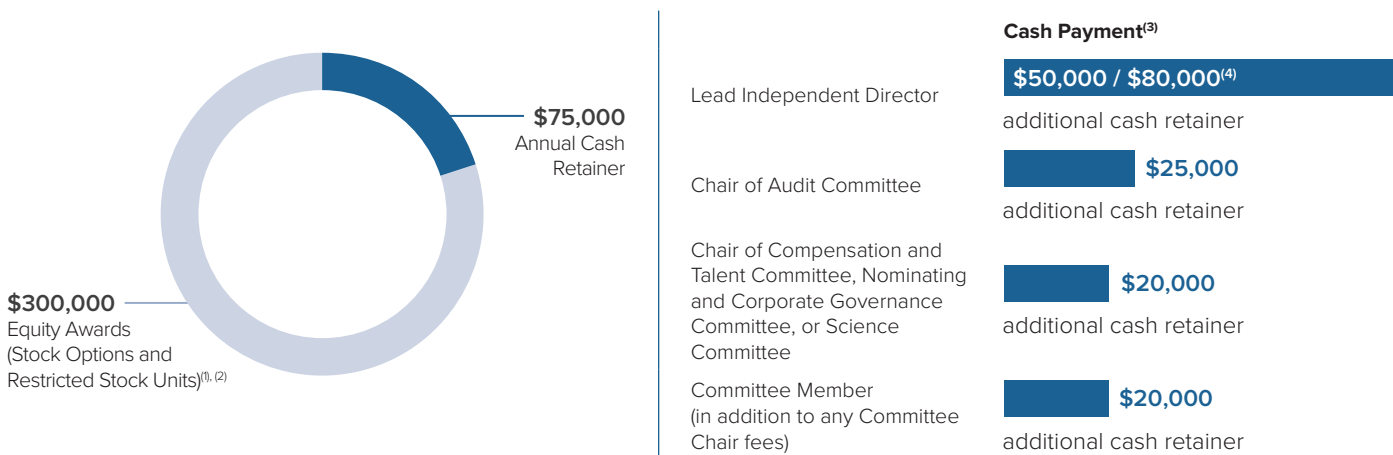 $75,000
Annual Cash
Retainer
$300,000
Equity Awards
(Stock Options and
Restricted Stock Units)(1), (2)
Cash Payment(3)
Lead Independent Director
$50,000 / $80,000(4)
additional cash retainer
Chair of Audit Committee
$25,000
additional cash retainer
Chair of Compensation and
Talent Committee, Nominating
and Corporate Governance
Committee, or Science
Committee
$20,000
additional cash retainer
Committee Member
(in addition to any Committee
Chair fees)
$20,000
additional cash retainer